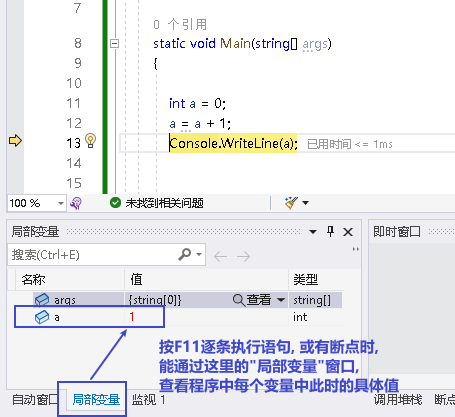 7
0 个引用
8 static void Main(string[] args)
9 {
10
11 int a = 0;
12 a = a + 1;
13 Console.WriteLine(a); 已用时间 <= 1ms
14
15
100 % 未找到相关问题
局部变量 即时窗口
搜索(Ctrl+E)
名称 值 类型
args {string[0]} 查看 string[]
a 1 int
按F11逐条执行语句, 或有断点时,
能通过这里的"局部变量"窗口,
查看程序中每个变量中此时的具体值
自动窗口 局部变量 监视 1 调用堆栈 断点